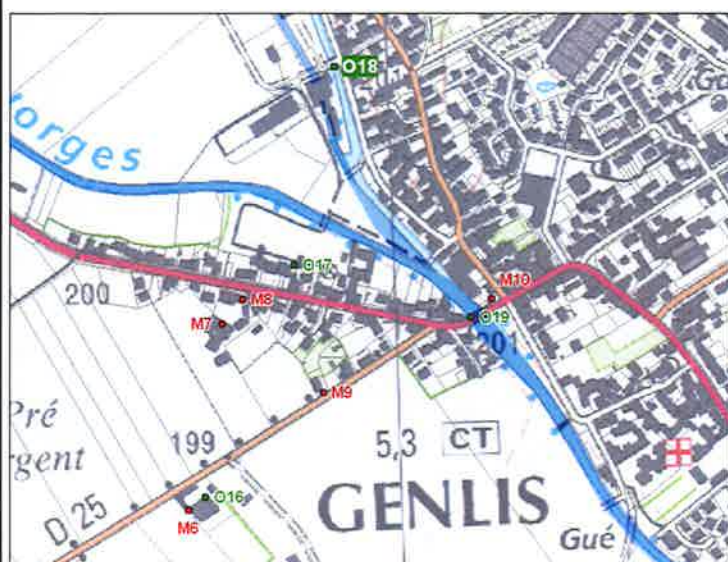 O18
orges
O17
M10
200
M8
O19
M7
201
M9
Pré
199
5,3
CT
gent
O16
D 25
GENLIS
M6
Gué